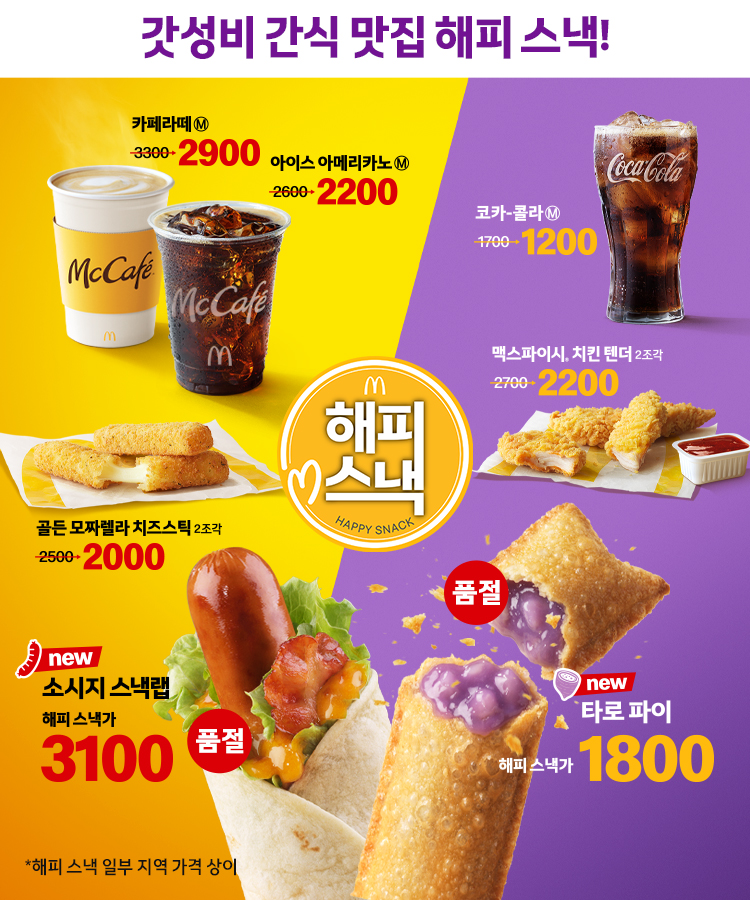 갓성비 간식 맛집 해피 스낵!
카페라떼Ⓜ
3300 2900
아이스 아메리카노Ⓜ
2600 2200
McCafé
McCafé
Coca-Cola
코카-콜라Ⓜ
1700 1200
맥스파이시® 치킨 텐더 2조각
2700 2200
해피
스낵
HAPPY SNACK
골든 모짜렐라 치즈스틱 2조각
2500 2000
new
소시지 스낵랩
해피 스낵가
3100
품절
품절
new
타로 파이
해피 스낵가 1800
*해피 스낵 일부 지역 가격 상이